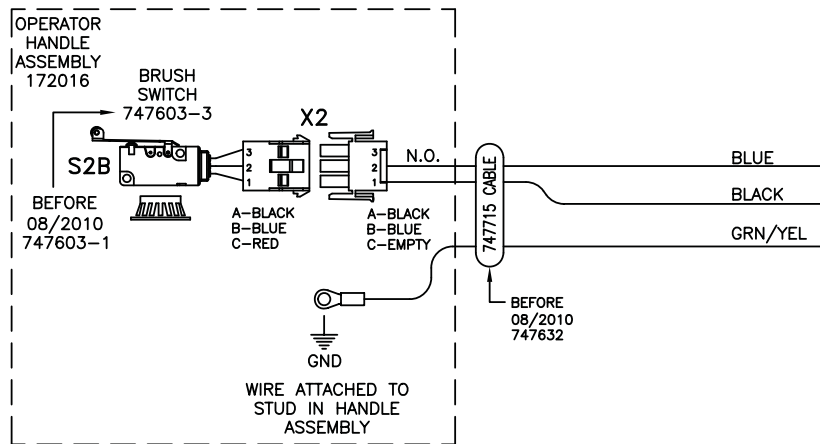 OPERATOR
HANDLE
ASSEMBLY
172016
BRUSH
SWITCH
747603-3
X2
S2B
3
2
1
3
2
1
N.O.
BEFORE
08/2010
747603-1
A-BLACK
B-BLUE
C-RED
A-BLACK
B-BLUE
C-EMPTY
747715 CABLE
BLUE
BLACK
GRN/YEL
BEFORE
08/2010
747632
GND
WIRE ATTACHED TO
STUD IN HANDLE
ASSEMBLY